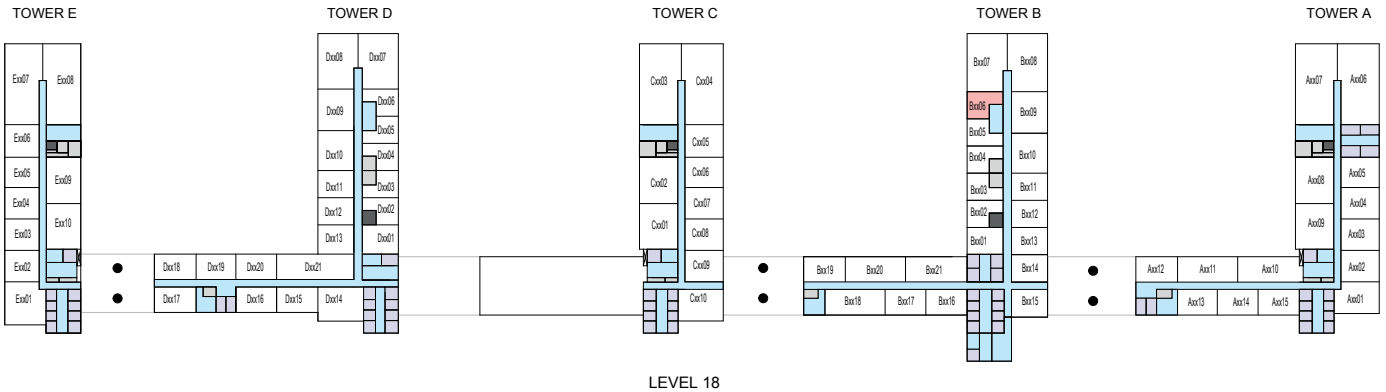 TOWER E
TOWER D
TOWER C
TOWER B
TOWER A
Exx07
Exx08
Exx06
Exx05
Exx09
Exx04
Exx03
Exx10
Exx02
Exx01
Dxx08
Dxx07
Dxx06
Dxx09
Dxx05
Dxx10
Dxx04
Dxx11
Dxx03
Dxx12
Dxx02
Dxx13
Dxx01
Dxx18
Dxx19
Dxx20
Dxx21
Dxx17
Dxx16
Dxx15
Dxx14
Cxx03
Cxx04
Cxx05
Cxx02
Cxx06
Cxx07
Cxx01
Cxx08
Cxx09
Cxx10
Bxx07
Bxx08
Bxx06
Bxx09
Bxx05
Bxx04
Bxx10
Bxx03
Bxx11
Bxx02
Bxx12
Bxx01
Bxx13
Bxx19
Bxx20
Bxx21
Bxx14
Bxx18
Bxx17
Bxx16
Bxx15
Axx07
Axx06
Axx08
Axx05
Axx04
Axx09
Axx03
Axx12
Axx11
Axx10
Axx02
Axx13
Axx14
Axx15
Axx01
LEVEL 18